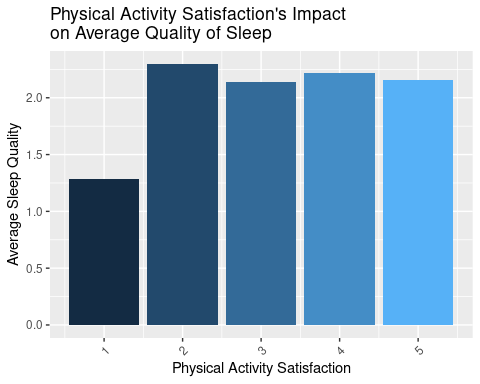 Physical Activity Satisfaction's Impact
on Average Quality of Sleep
Average Sleep Quality
2.0
1.5
1.0
0.5
0.0
1
2
3
4
5
Physical Activity Satisfaction